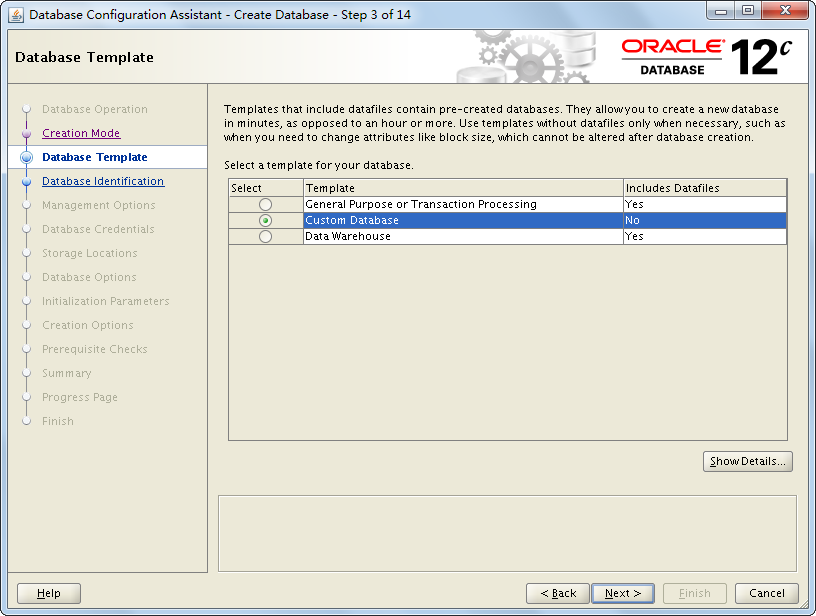 Database Configuration Assistant - Create Database - Step 3 of 14
Database Template
ORACLE®
DATABASE
12c
Database Operation
Creation Mode
Database Template
Database Identification
Management Options
Database Credentials
Storage Locations
Database Options
Initialization Parameters
Creation Options
Prerequisite Checks
Summary
Progress Page
Finish
Templates that include datafiles contain pre-created databases. They allow you to create a new database
in minutes, as opposed to an hour or more. Use templates without datafiles only when necessary, such as
when you need to change attributes like block size, which cannot be altered after database creation.
Select a template for your database.
Select Template Includes Datafiles
General Purpose or Transaction Processing Yes
Custom Database No
Data Warehouse Yes
Show Details...
Help < Back Next > Finish Cancel